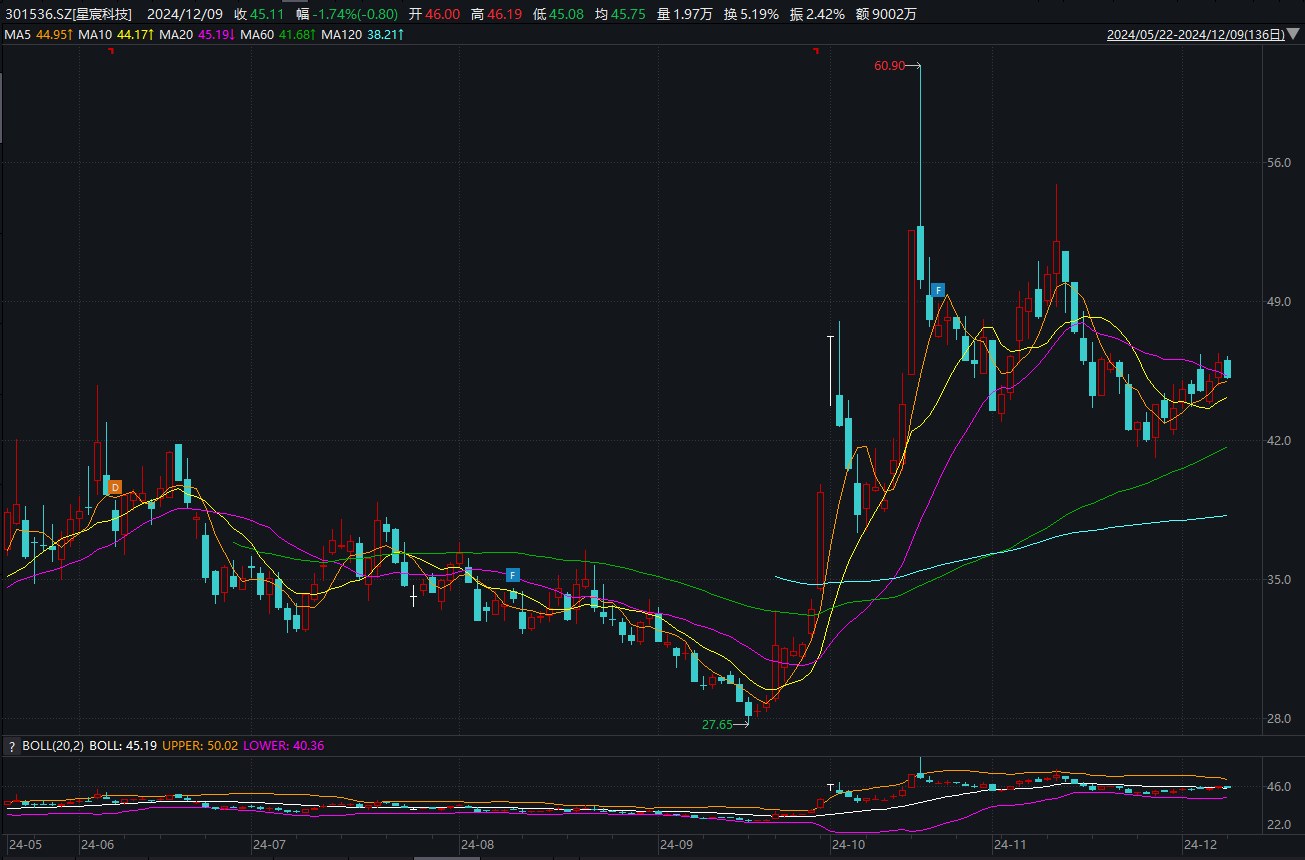 301536.SZ[星宸科技] 2024/12/09 收 45.11 幅 -1.74%(-0.80) 开 46.00 高 46.19 低 45.08 均 45.75 量 1.97万 换 5.19% 振 2.42% 额 9002万
MA5 44.95↑ MA10 44.17↑ MA20 45.19↓ MA60 41.68↑ MA120 38.21↑ 2024/05/22-2024/12/09(136日)
60.90
56.0
F
49.0
42.0
D
F
35.0
28.0
27.65
? BOLL(20,2) BOLL: 45.19 UPPER: 50.02 LOWER: 40.36
46.0
22.0
24-05 24-06 24-07 24-08 24-09 24-10 24-11 24-12